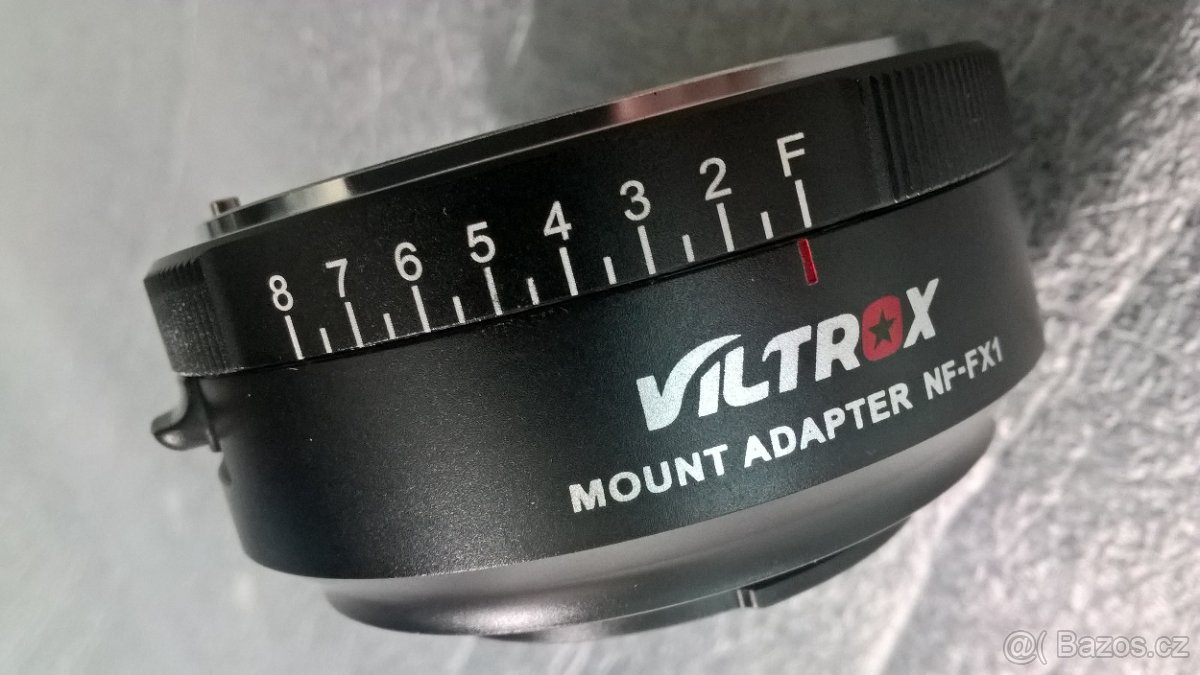 8 7 6 5 4 3 2 F
VILTROX
MOUNT ADAPTER NF-FX1
@( Bazos.cz